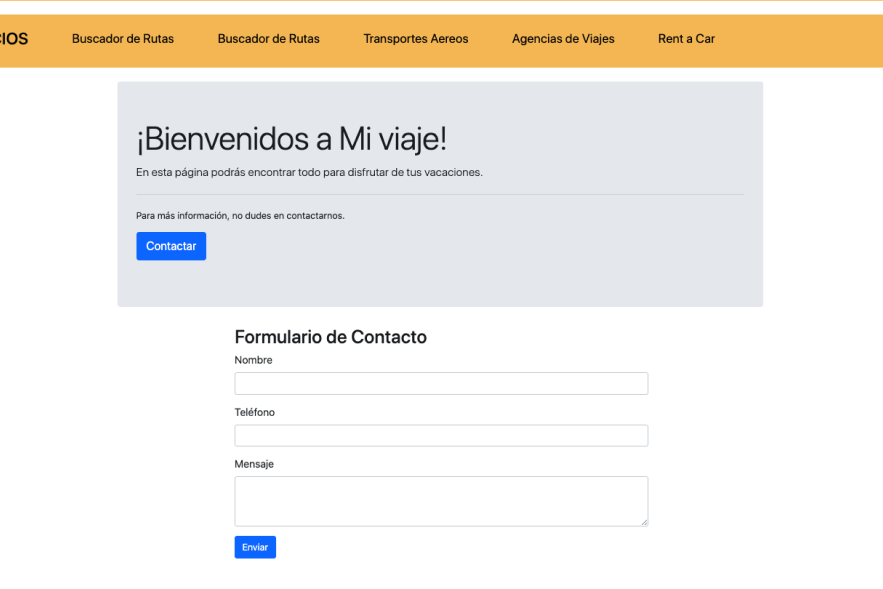 Buscador de Rutas Buscador de Rutas Transportes Aereos Agencias de Viajes Rent a Car
¡Bienvenidos a Mi viaje!
En esta página podrás encontrar todo para disfrutar de tus vacaciones.
Para más información, no dudes en contactarnos.
Contactar
Formulario de Contacto
Nombre
Teléfono
Mensaje
Enviar